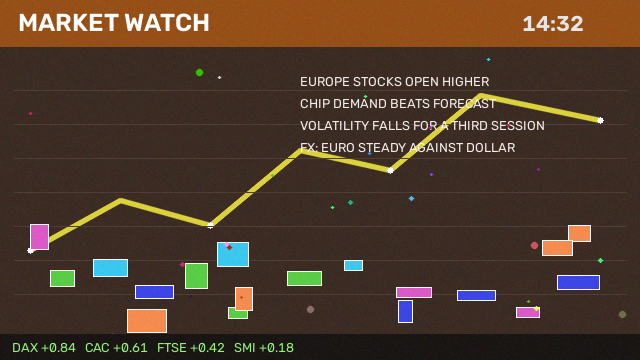 MARKET WATCH
14:32
EUROPE STOCKS OPEN HIGHER
CHIP DEMAND BEATS FORECAST
VOLATILITY FALLS FOR A THIRD SESSION
FX: EURO STEADY AGAINST DOLLAR
DAX +0.84 CAC +0.61 FTSE +0.42 SMI +0.18